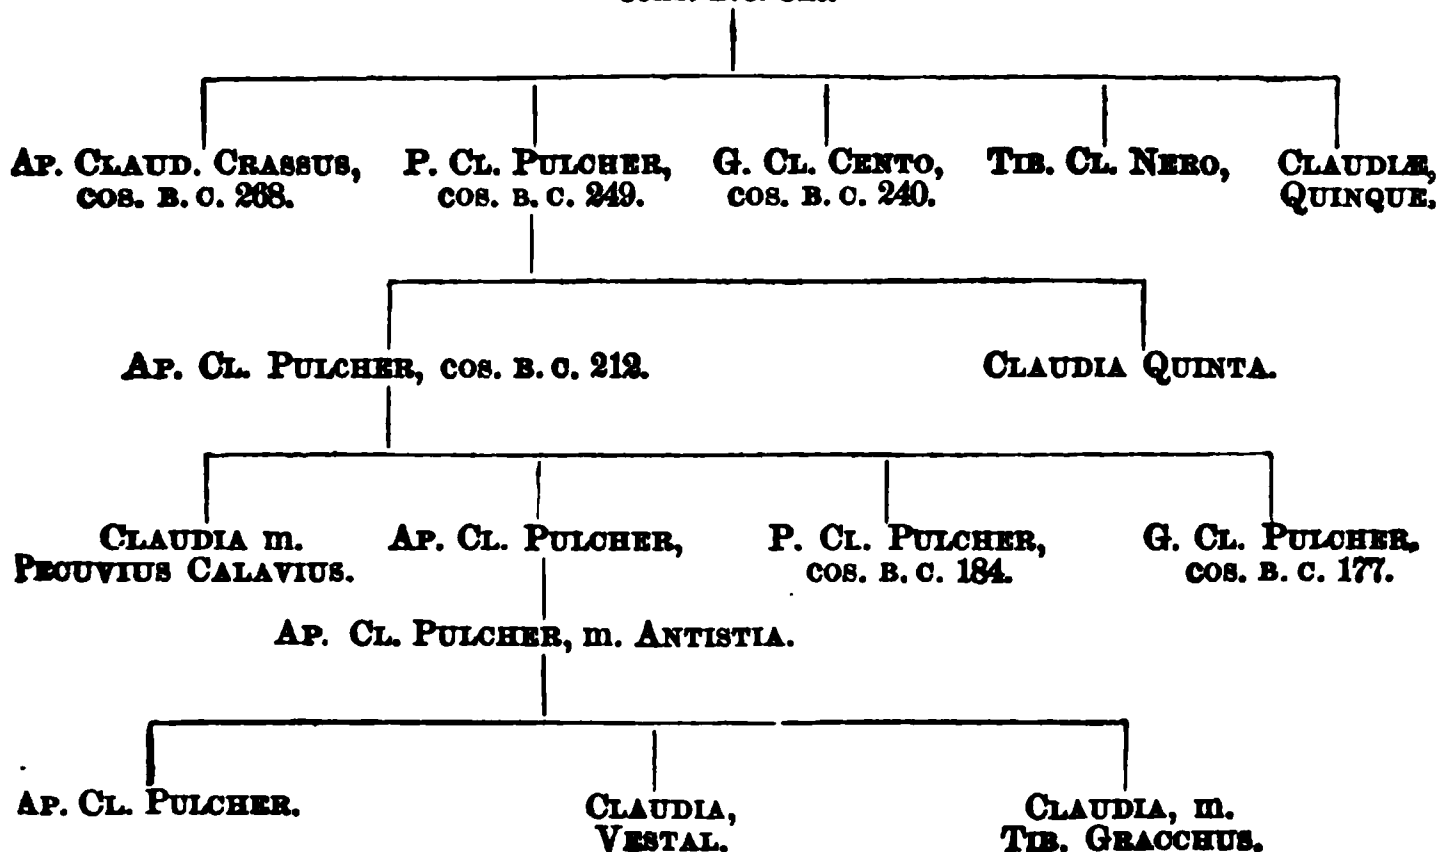 AP. CLAUD. CRASSUS,
COS. B. C. 268.
P. CL. PULCHER,
COS. B. C. 249.
G. CL. CENTO,
COS. B. C. 240.
TIB. CL. NERO,
CLAUDIÆ,
QUINQUE.
AP. CL. PULCHER, COS. B. C. 212.
CLAUDIA QUINTA.
CLAUDIA m.
PECUVIUS CALAVIUS.
AP. CL. PULCHER,
P. CL. PULCHER,
COS. B. C. 184.
G. CL. PULCHER,
COS. B. C. 177.
AP. CL. PULCHER, m. ANTISTIA.
AP. CL. PULCHER.
CLAUDIA,
VESTAL.
CLAUDIA, m.
TIB. GRACCHUS.